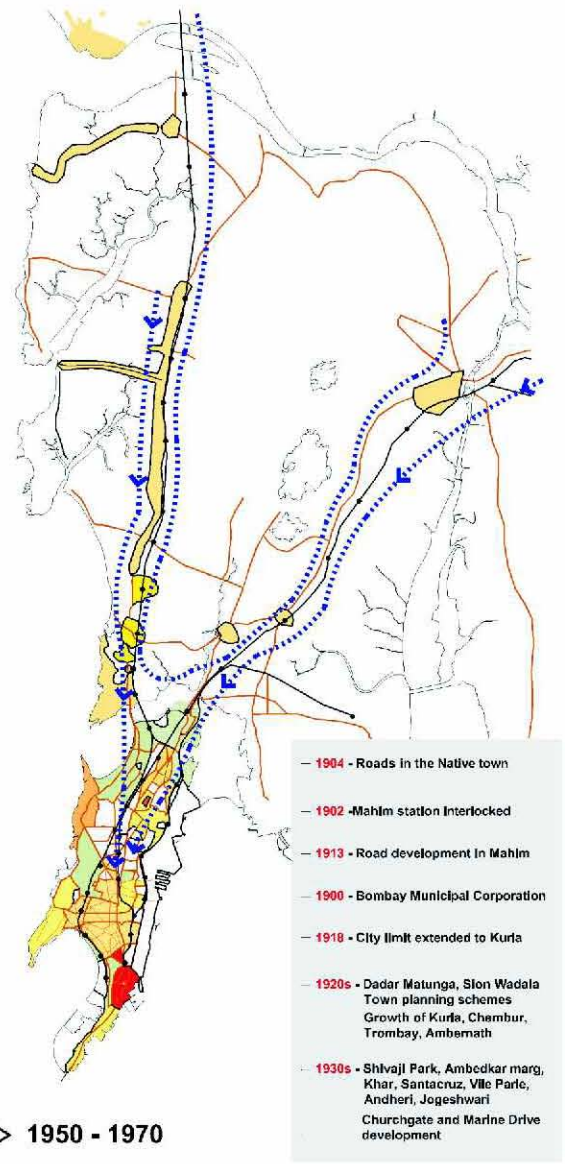 1904 - Roads in the Native town
1902 -Mahim station Interlocked
1913 - Road development in Mahim
1900 - Bombay Municipal Corporation
1918 - City limit extended to Kurla
1920s - Dadar Matunga, Sion Wadala
Town planning schemes
Growth of Kurla, Chembur,
Trombay, Ambernath
1930s - Shivaji Park, Ambedkar marg,
Khar, Santacruz, Vile Parle,
Andheri, Jogeshwari
Churchgate and Marine Drive
development
> 1950 - 1970